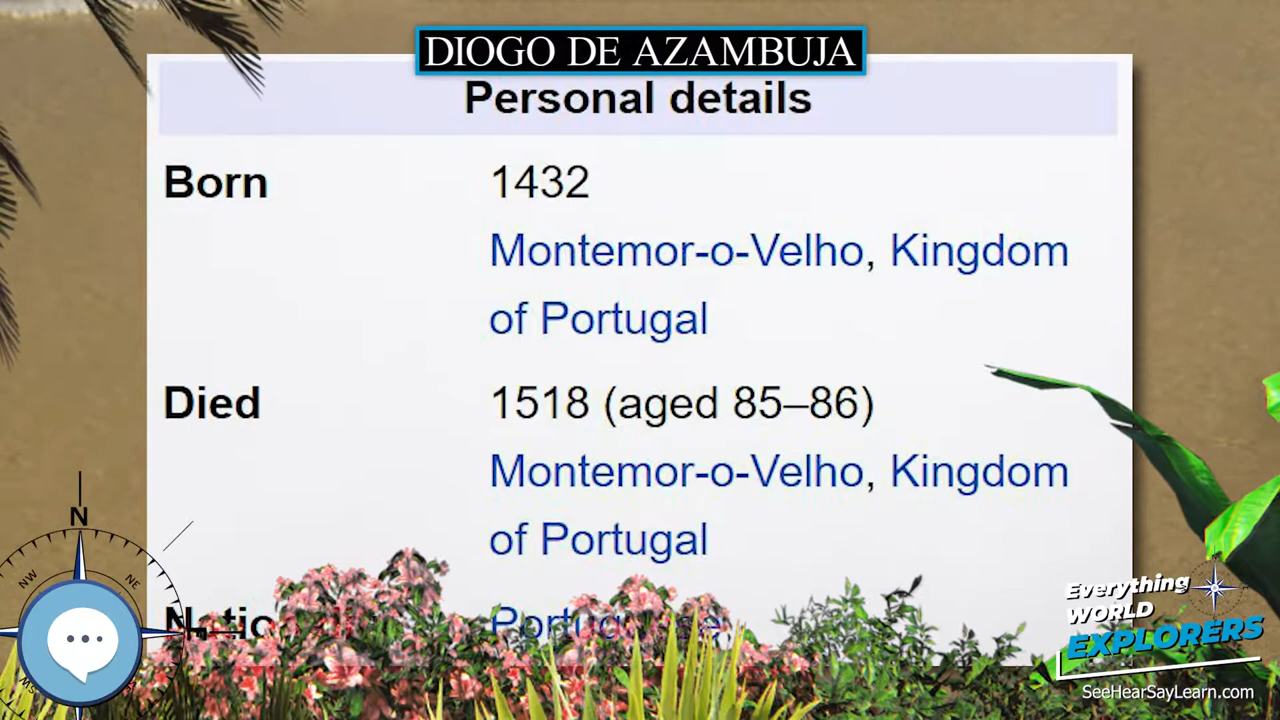 DIOGO DE AZAMBUJA
Personal details
Born 1432
Montemor-o-Velho, Kingdom
of Portugal
Died 1518 (aged 85–86)
Montemor-o-Velho, Kingdom
of Portugal
N
NW NE
Everything
WORLD
EXPLORERS
SeeHearSayLearn.com